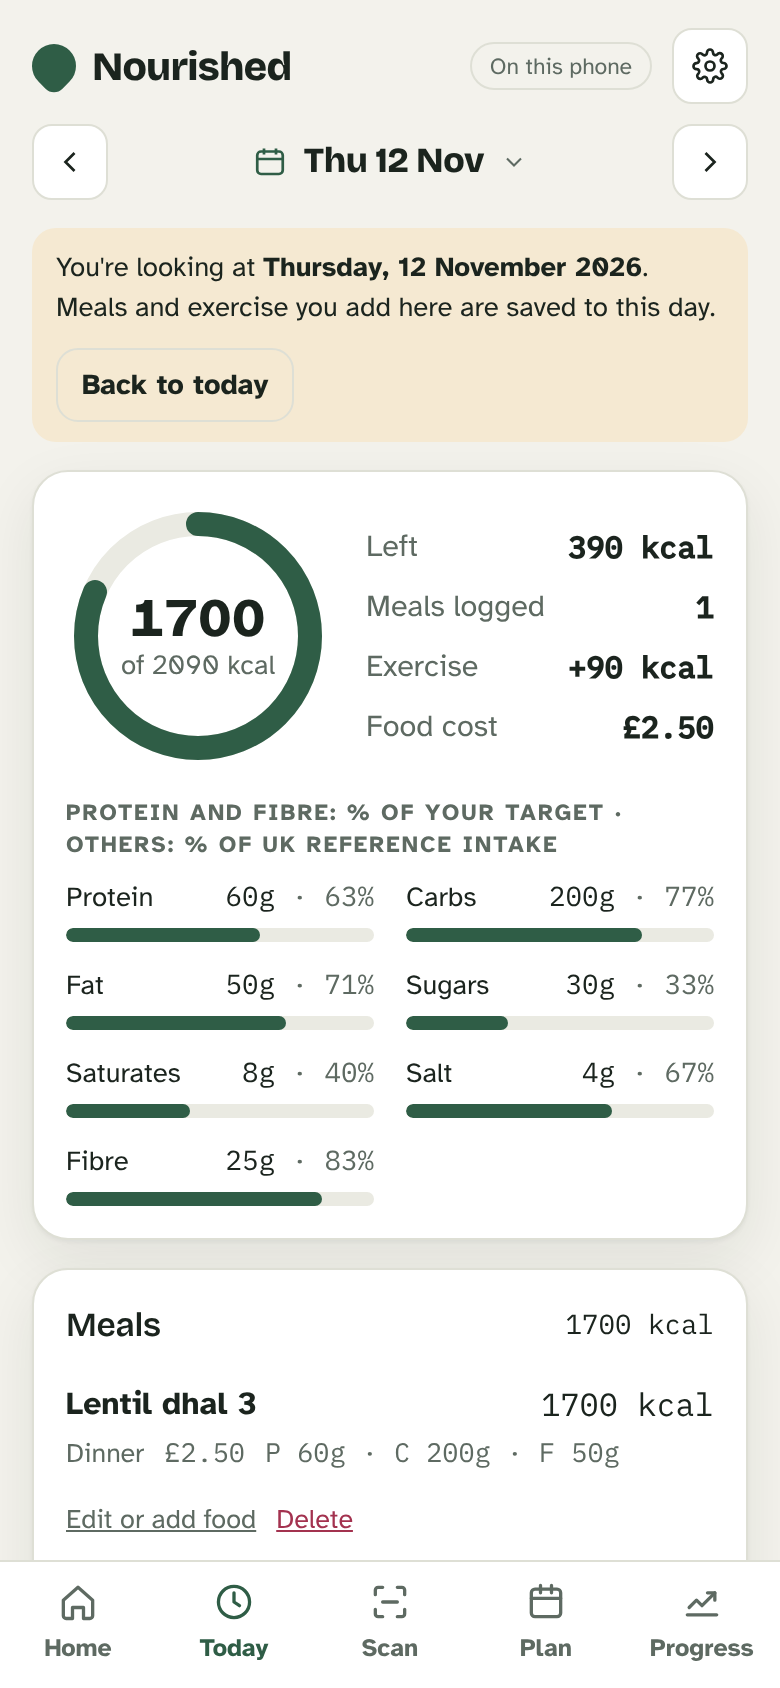 Nourished
On this phone
Thu 12 Nov
You're looking at Thursday, 12 November 2026.
Meals and exercise you add here are saved to this day.
Back to today
1700
of 2090 kcal
Left 390 kcal
Meals logged 1
Exercise +90 kcal
Food cost £2.50
PROTEIN AND FIBRE: % OF YOUR TARGET ·
OTHERS: % OF UK REFERENCE INTAKE
Protein 60g · 63%
Carbs 200g · 77%
Fat 50g · 71%
Sugars 30g · 33%
Saturates 8g · 40%
Salt 4g · 67%
Fibre 25g · 83%
Meals 1700 kcal
Lentil dhal 3 1700 kcal
Dinner £2.50 P 60g · C 200g · F 50g
Edit or add food Delete
Home Today Scan Plan Progress